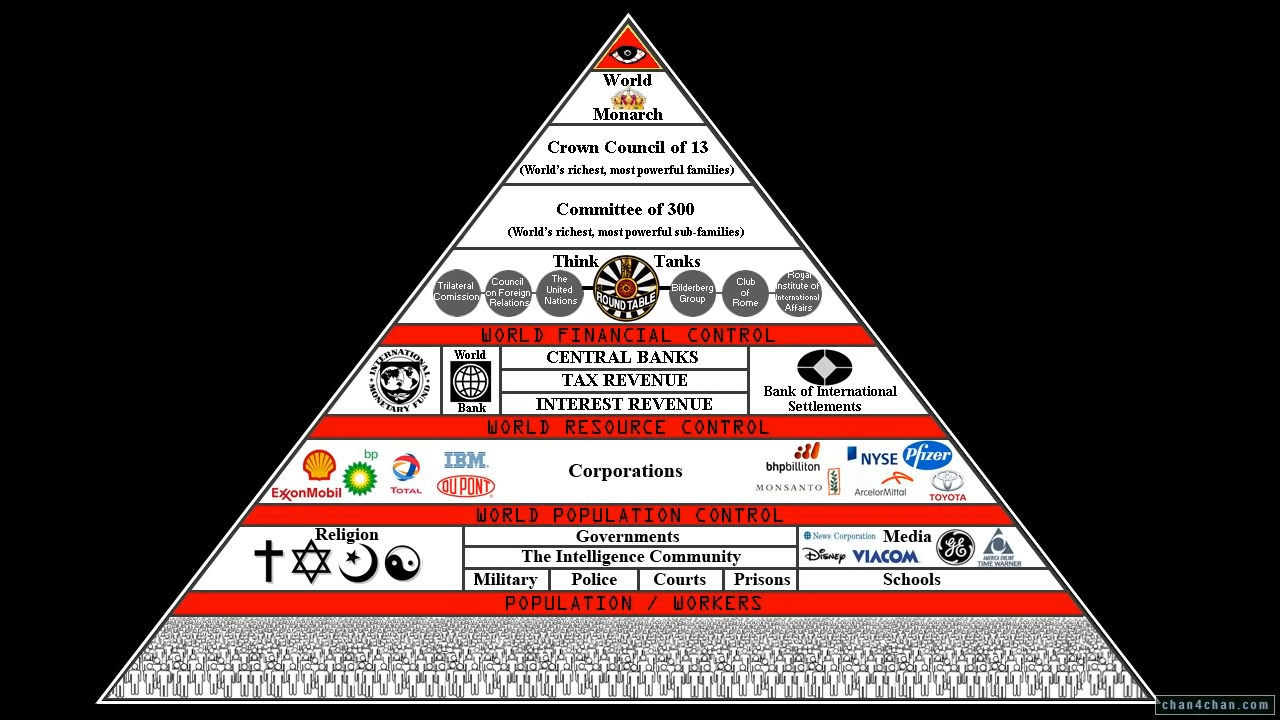 World
Monarch
Crown Council of 13
(World's richest, most powerful families)
Committee of 300
(World's richest, most powerful sub-families)
Think Tanks
Trilateral
Comission
Council
on Foreign
Relations
The
United
Nations
ROUND TABLE
Bilderberg
Group
Club
of
Rome
Royal
Institute of
International
Affairs
WORLD FINANCIAL CONTROL
INTERNATIONAL
MONETARY FUND
World
Bank
CENTRAL BANKS
TAX REVENUE
INTEREST REVENUE
Bank of International
Settlements
WORLD RESOURCE CONTROL
ExxonMobil
bp
TOTAL
IBM
DUPONT
Corporations
bhpbilliton
MONSANTO
NYSE
Pfizer
ArcelorMittal
TOYOTA
WORLD POPULATION CONTROL
Religion
Governments
The Intelligence Community
Military Police Courts Prisons
News Corporation
Media
Disney
VIACOM
GE
AMERICA ONLINE
TIME WARNER
Schools
POPULATION / WORKERS
chan4chan.com